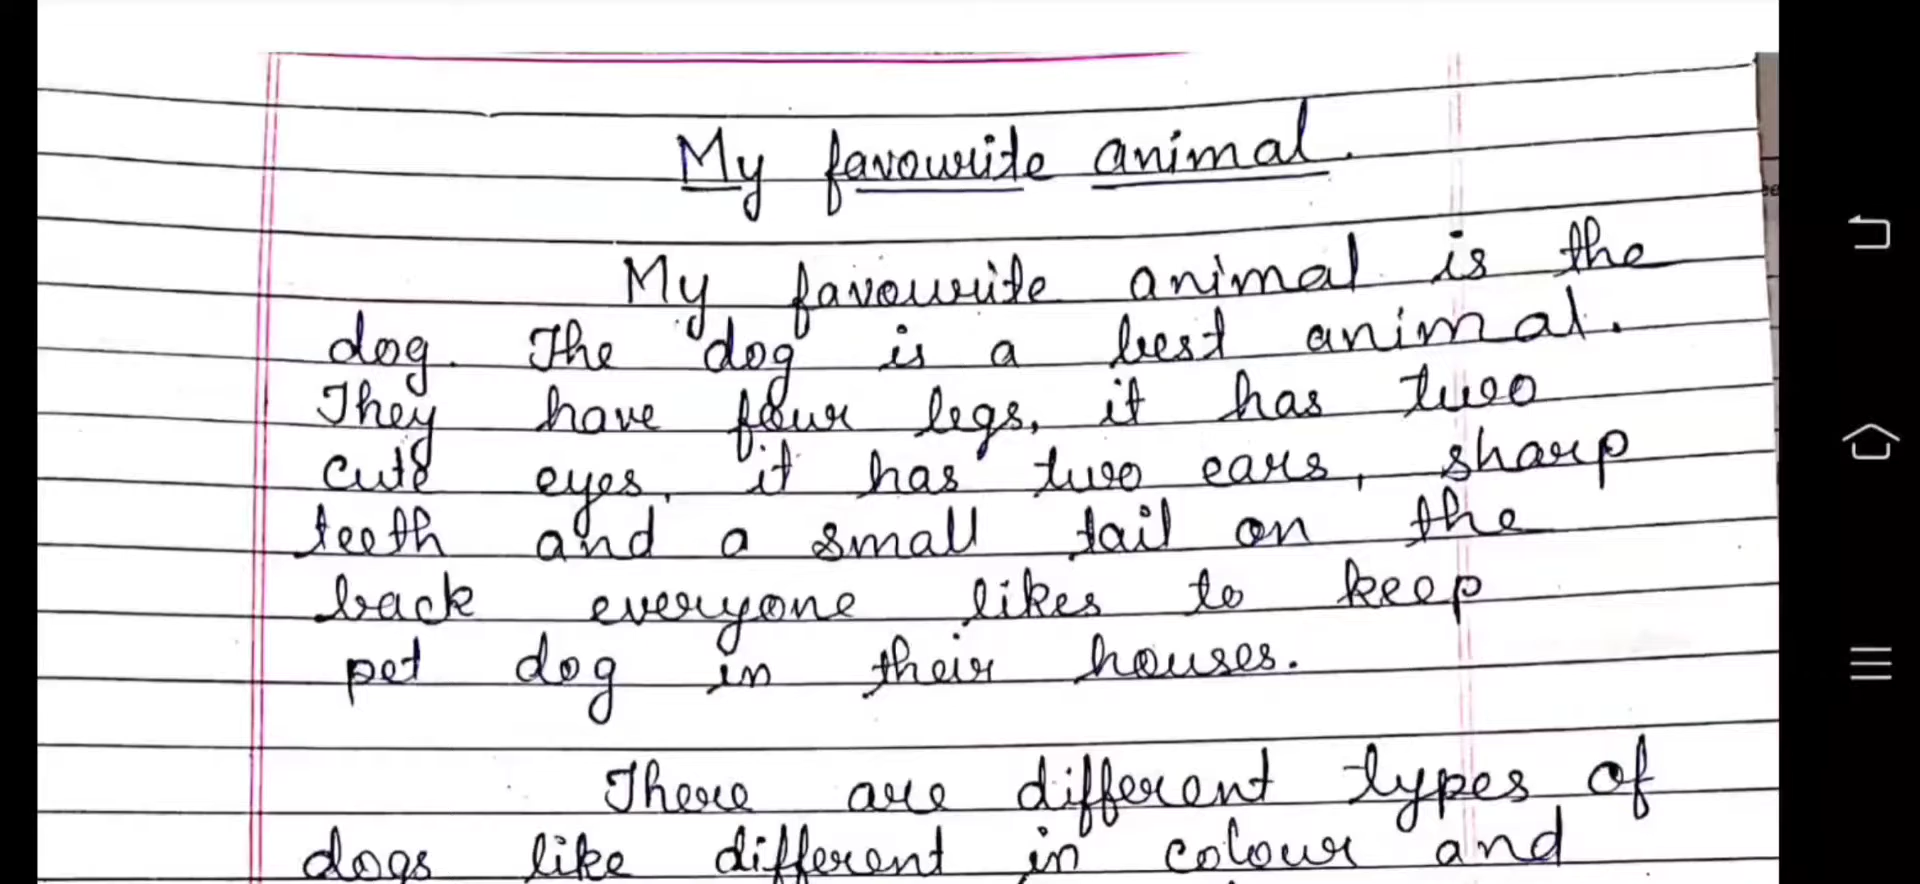 My favourite animal.
My favourite animal is the
dog. The dog is a best animal.
They have four legs, it has two
cute eyes, it has two ears, sharp
teeth and a small tail on the
back everyone likes to keep
pet dog in their houses.
There are different types of
dogs like different in colour and